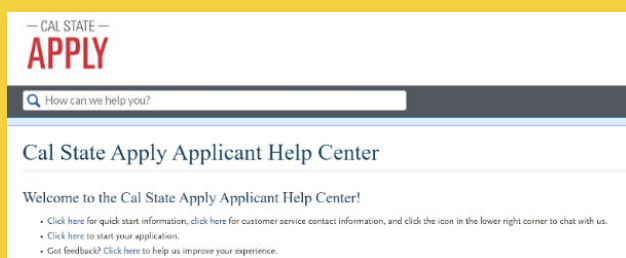 — CAL STATE —
APPLY
How can we help you?
Cal State Apply Applicant Help Center
Welcome to the Cal State Apply Applicant Help Center!
• Click here for quick start information, click here for customer service contact information, and click the icon in the lower right corner to chat with us.
• Click here to start your application.
• Got feedback? Click here to help us improve your experience.